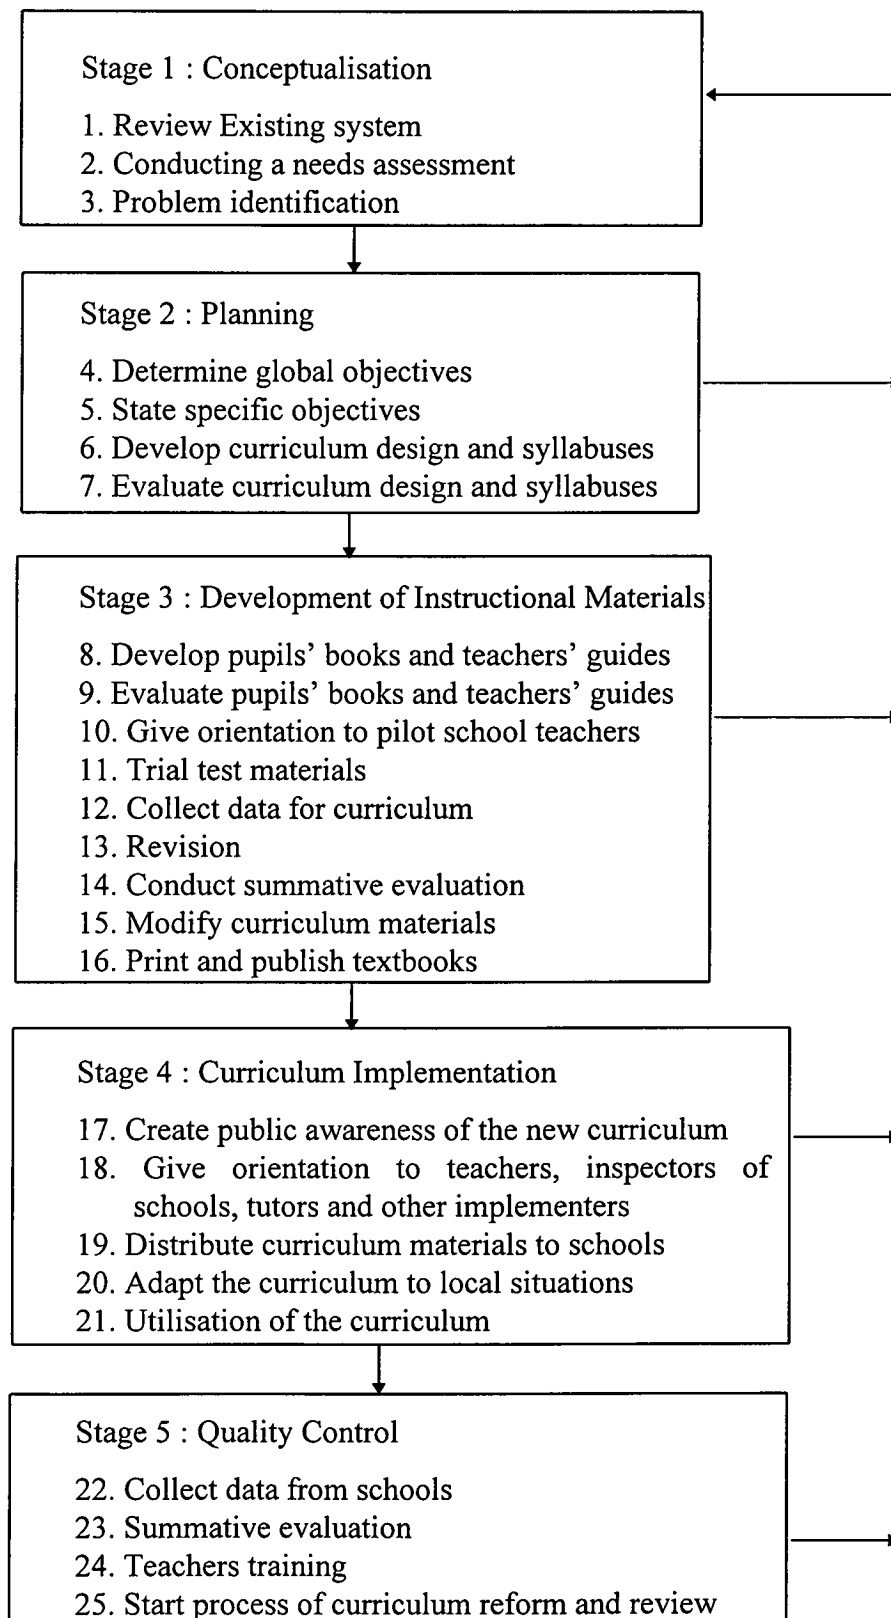 Stage 1 : Conceptualisation
1. Review Existing system
2. Conducting a needs assessment
3. Problem identification
Stage 2 : Planning
4. Determine global objectives
5. State specific objectives
6. Develop curriculum design and syllabuses
7. Evaluate curriculum design and syllabuses
Stage 3 : Development of Instructional Materials
8. Develop pupils’ books and teachers’ guides
9. Evaluate pupils’ books and teachers’ guides
10. Give orientation to pilot school teachers
11. Trial test materials
12. Collect data for curriculum
13. Revision
14. Conduct summative evaluation
15. Modify curriculum materials
16. Print and publish textbooks
Stage 4 : Curriculum Implementation
17. Create public awareness of the new curriculum
18. Give orientation to teachers, inspectors of
schools, tutors and other implementers
19. Distribute curriculum materials to schools
20. Adapt the curriculum to local situations
21. Utilisation of the curriculum
Stage 5 : Quality Control
22. Collect data from schools
23. Summative evaluation
24. Teachers training
25. Start process of curriculum reform and review